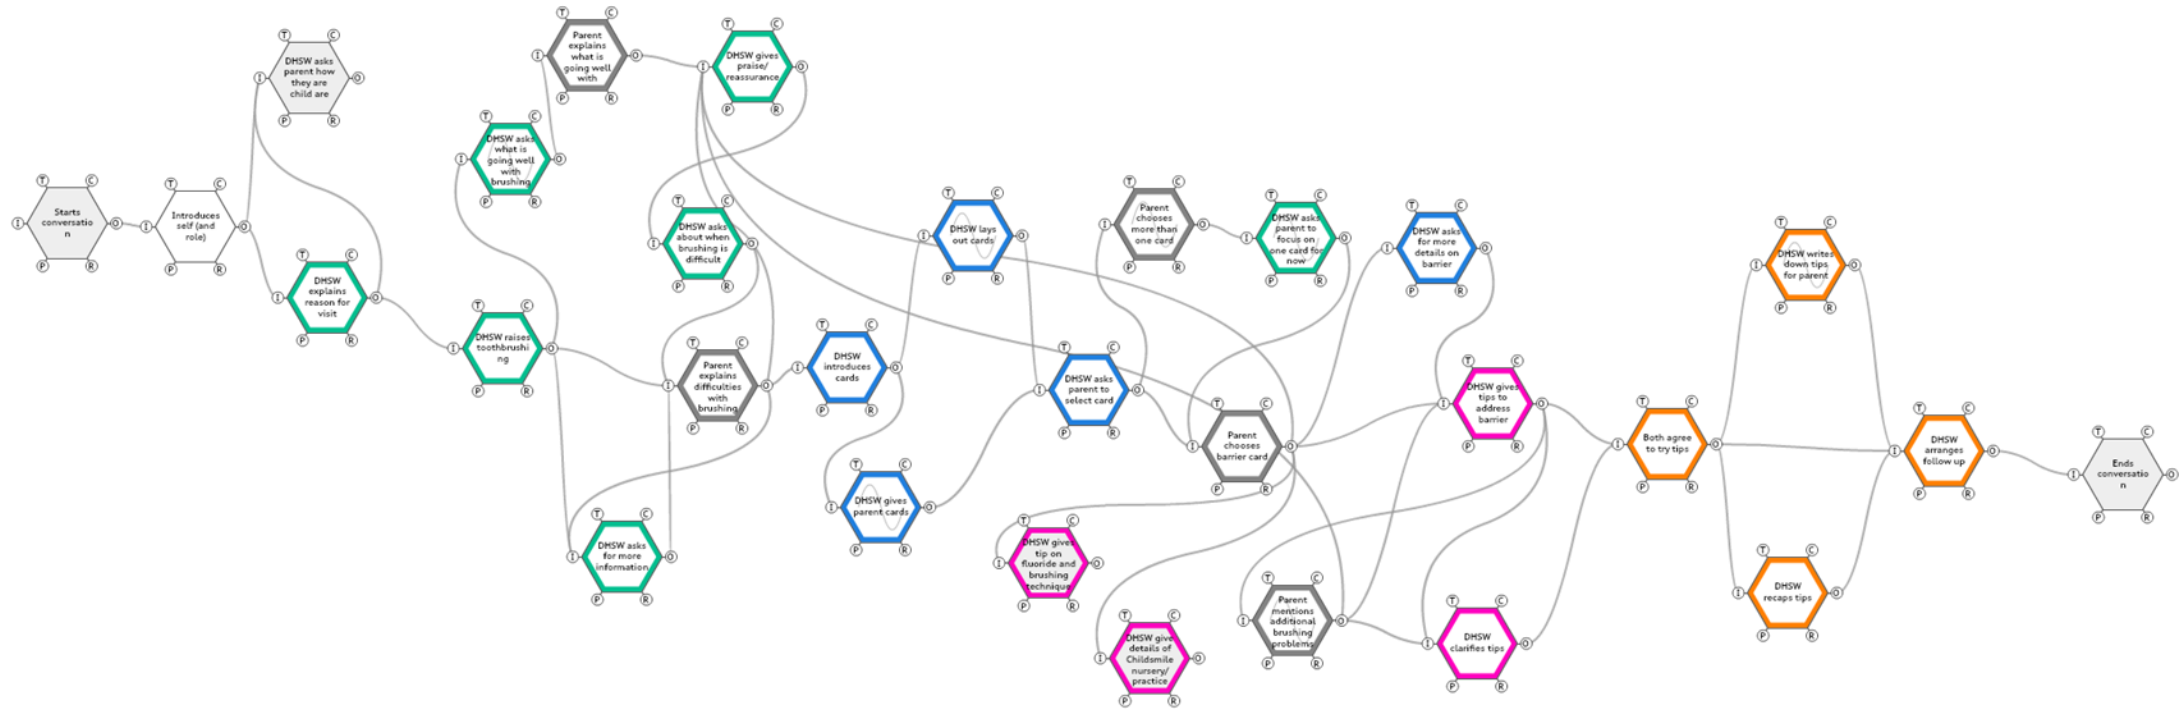 T C
DHSW asks
parent how
they are
child are
I O
P R
T C
Starts
conversatio
n
I O
P R
T C
Introduces
self (and
role)
I O
P R
T C
DHSW
explains
reason for
visit
I O
P R
T C
DHSW raises
toothbrushi
ng
I O
P R
T C
DHSW asks
what is
going well
with
brushing
I O
P R
T C
Parent
explains
what is
going well
with
I O
P R
T C
DHSW gives
praise/
reassurance
I O
P R
T C
DHSW asks
about when
brushing is
difficult
I O
P R
T C
Parent
explains
difficulties
with
brushing
I O
P R
T C
DHSW asks
for more
information
I O
P R
T C
DHSW
introduces
cards
I O
P R
T C
DHSW gives
parent cards
I O
P R
T C
DHSW lays
out cards
I O
P R
T C
DHSW asks
parent to
select card
I O
P R
T C
Parent
chooses
more than
one card
I O
P R
T C
DHSW asks
parent to
focus on
one card for
now
I O
P R
T C
Parent
chooses
barrier card
I O
P R
T C
DHSW asks
for more
details on
barrier
I O
P R
T C
DHSW gives
tips to
address
barrier
I O
P R
T C
DHSW gives
tip on
fluoride and
brushing
technique
I O
P R
T C
DHSW give
details of
Childsmile
nursery/
practice
I O
P R
T C
Parent
mentions
additional
brushing
problems
I O
P R
T C
DHSW
clarifies tips
I O
P R
T C
Both agree
to try tips
I O
P R
T C
DHSW writes
down tips
for parent
I O
P R
T C
DHSW
recaps tips
I O
P R
T C
DHSW
arranges
follow up
I O
P R
T C
Ends
conversatio
n
I O
P R